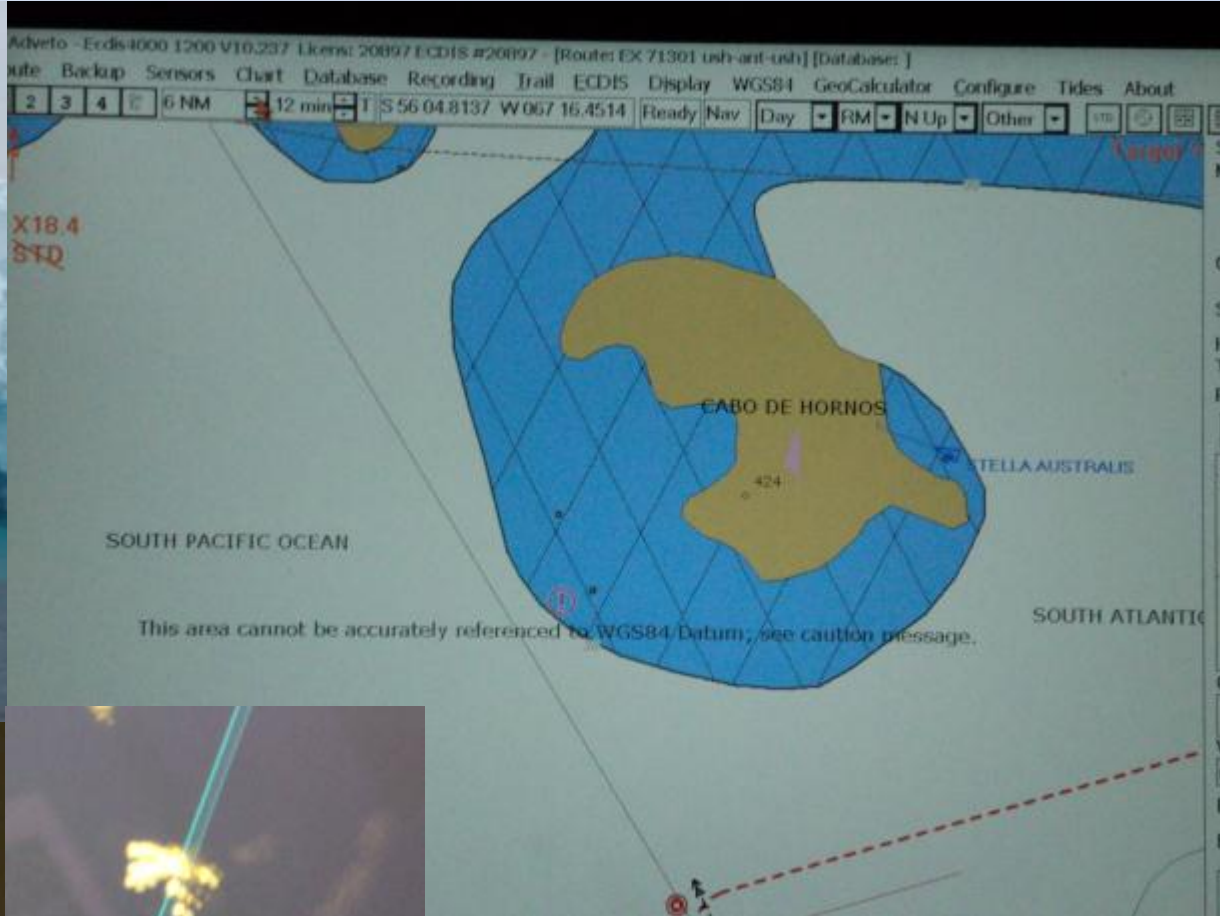 Adveto - Ecdis4000 1200 V10.237 Licens: 20897 ECDIS #20897 - [Route: EX 71301 ush-ant-ush] [Database: ]
Backup Sensors Chart Database Recording Trail ECDIS Display WGS84 GeoCalculator Configure Tides About
2 3 4 6 NM 12 min T S 56 04.8137 W 067 16.4514 Ready Nav Day RM N Up Other STD
Target
X18.4
STD
CABO DE HORNOS
STELLA AUSTRALIS
424
SOUTH PACIFIC OCEAN
SOUTH ATLANTIC
This area cannot be accurately referenced to WGS84 Datum; see caution message.